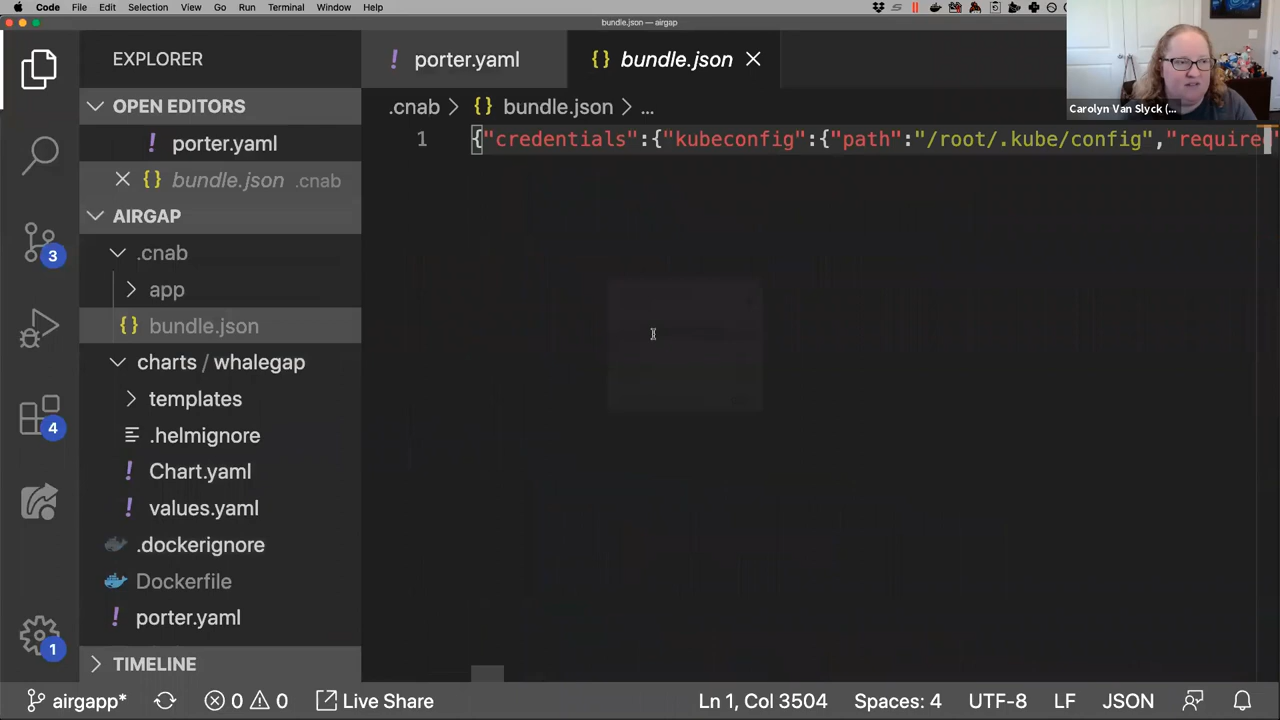 Code File Edit Selection View Go Run Terminal Window Help
bundle.json — airgap
EXPLORER
porter.yaml
{} bundle.json
Carolyn Van Slyck (...
OPEN EDITORS
.cnab > {} bundle.json > ...
! porter.yaml
1 {"credentials":{"kubeconfig":{"path":"/root/.kube/config","require
{} bundle.json .cnab
AIRGAP
.cnab
3
app
{} bundle.json
charts / whalegap
templates
4
.helmignore
! Chart.yaml
! values.yaml
.dockerignore
Dockerfile
! porter.yaml
1
TIMELINE
airgapp* 0 0 Live Share Ln 1, Col 3504 Spaces: 4 UTF-8 LF JSON